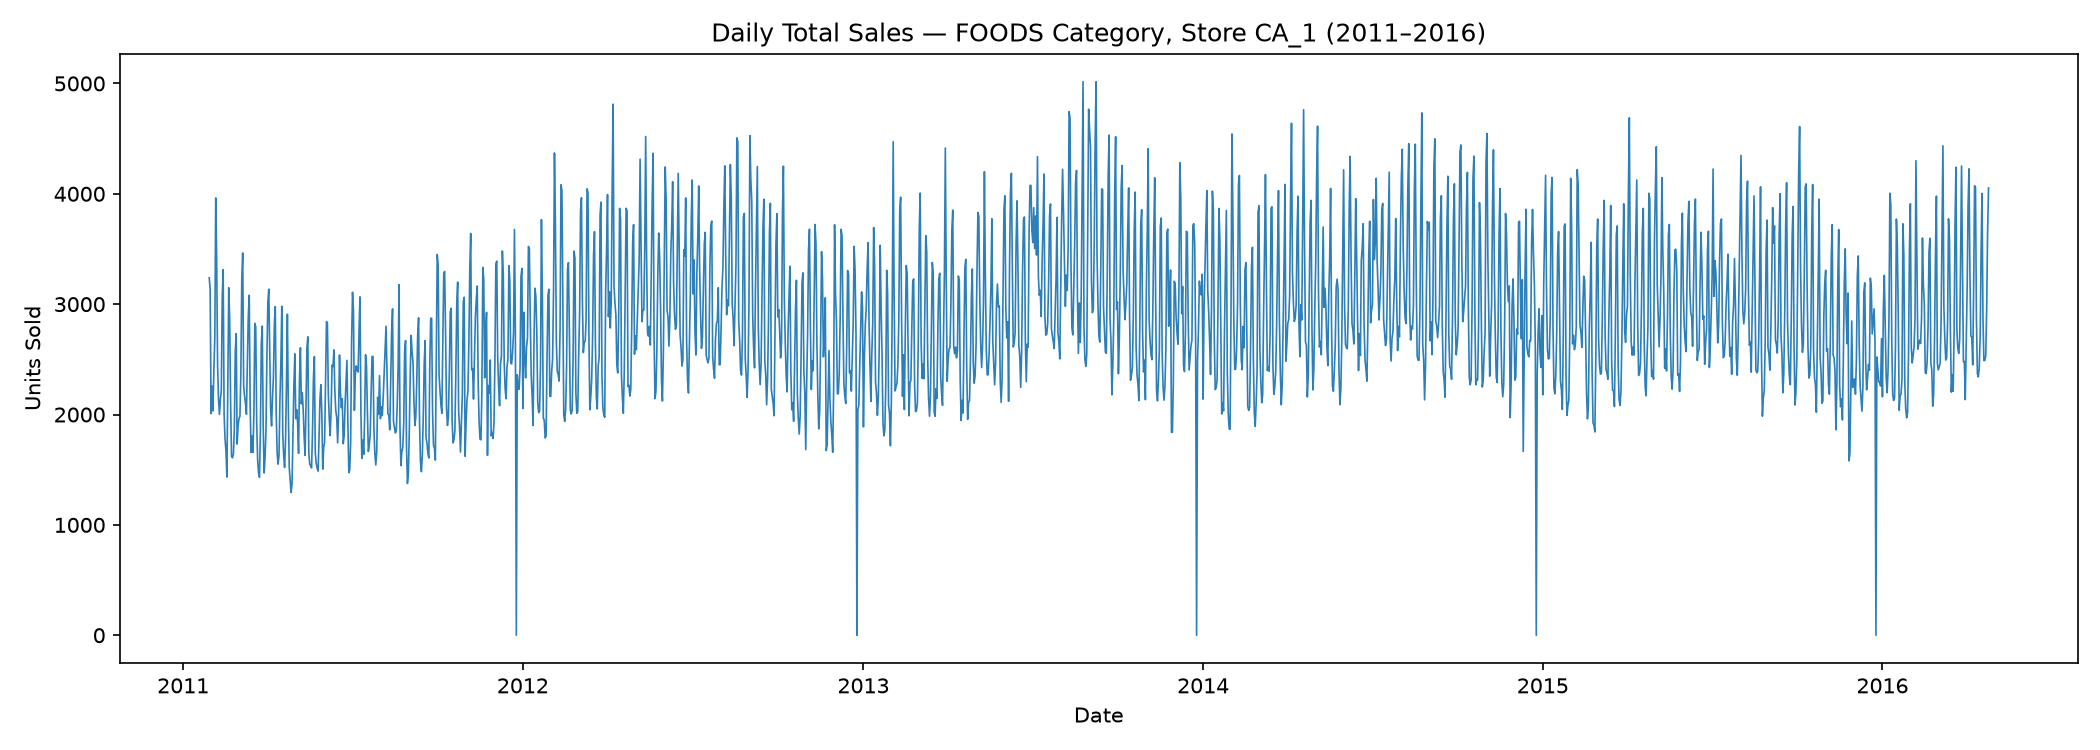 Daily Total Sales — FOODS Category, Store CA_1 (2011–2016)
Units Sold
5000
4000
3000
2000
1000
0
2011 2012 2013 2014 2015 2016
Date